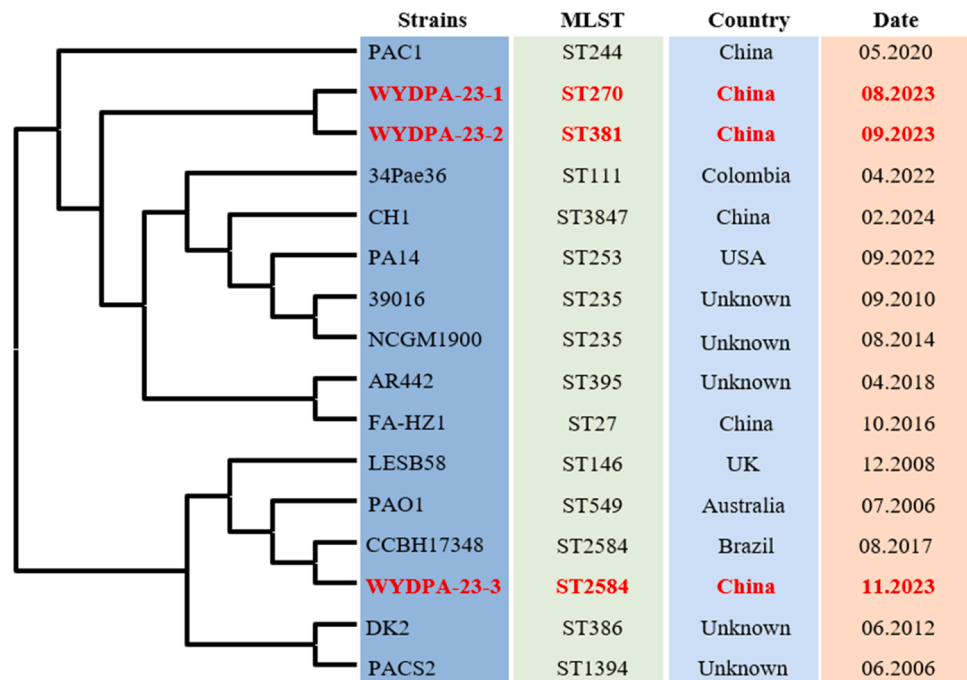 Strains MLST Country Date
PAC1 ST244 China 05.2020
WYDPA-23-1 ST270 China 08.2023
WYDPA-23-2 ST381 China 09.2023
34Pae36 ST111 Colombia 04.2022
CH1 ST3847 China 02.2024
PA14 ST253 USA 09.2022
39016 ST235 Unknown 09.2010
NCGM1900 ST235 Unknown 08.2014
AR442 ST395 Unknown 04.2018
FA-HZ1 ST27 China 10.2016
LESB58 ST146 UK 12.2008
PAO1 ST549 Australia 07.2006
CCBH17348 ST2584 Brazil 08.2017
WYDPA-23-3 ST2584 China 11.2023
DK2 ST386 Unknown 06.2012
PACS2 ST1394 Unknown 06.2006